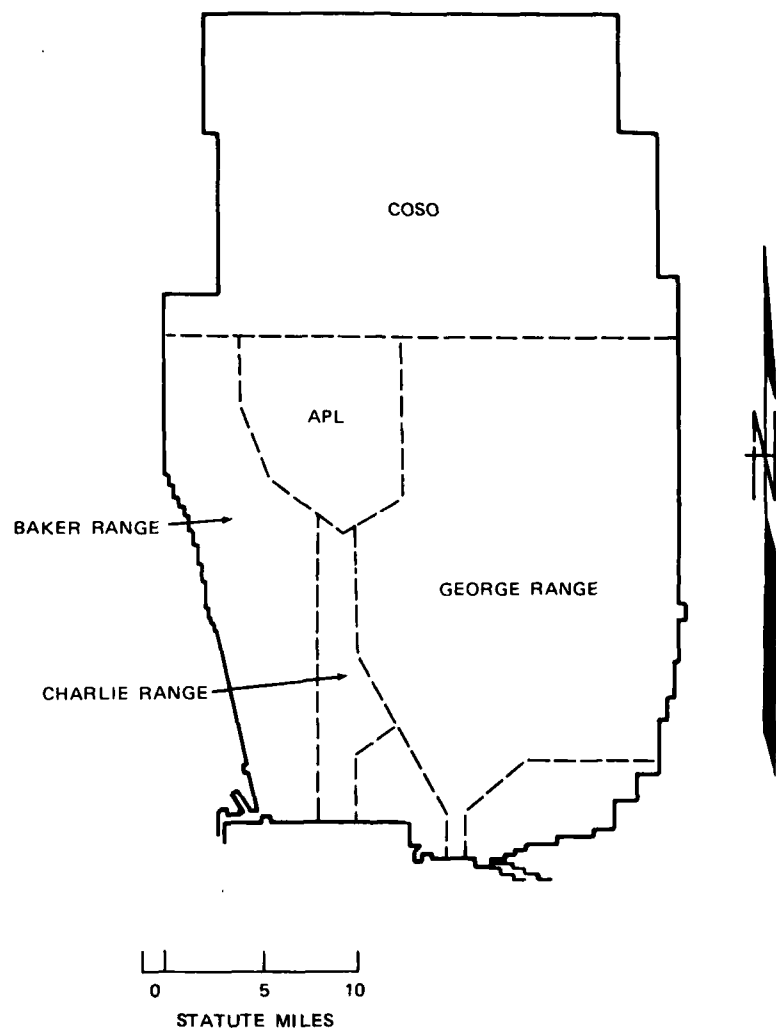 COSO
APL
BAKER RANGE
GEORGE RANGE
CHARLIE RANGE
0 5 10
STATUTE MILES
N